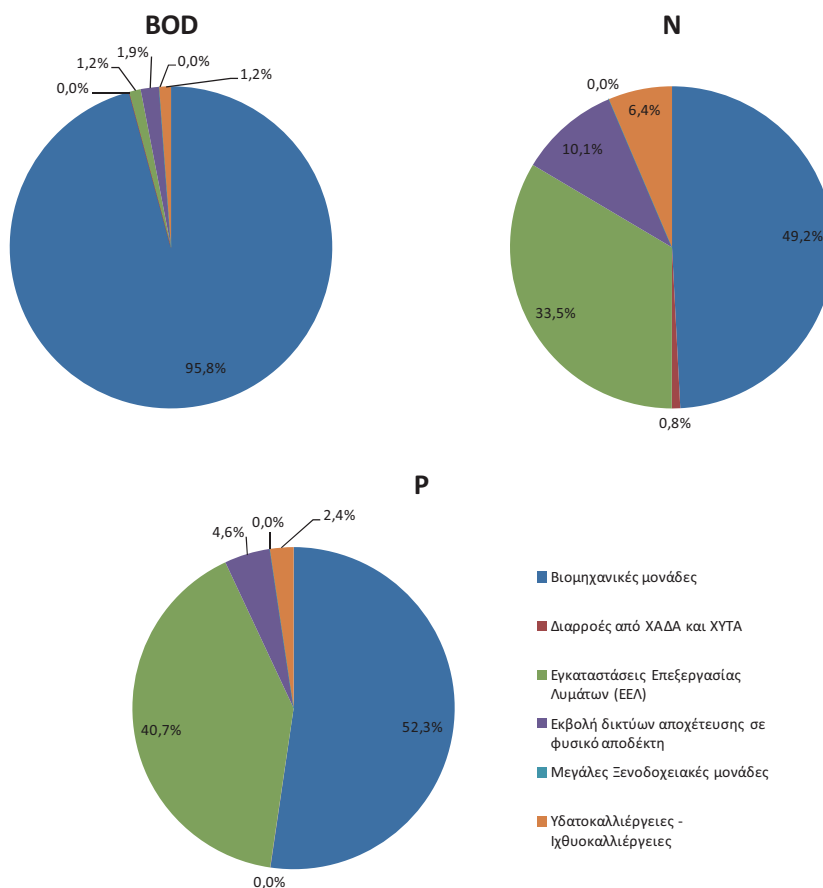 BOD
1,9%
0,0%
1,2%
1,2%
0,0%
95,8%
N
0,0%
6,4%
10,1%
49,2%
33,5%
0,8%
P
4,6%
0,0%
2,4%
40,7%
52,3%
0,0%
Βιομηχανικές μονάδες
Διαρροές από ΧΑΔΑ και ΧΥΤΑ
Εγκαταστάσεις Επεξεργασίας
Λυμάτων (ΕΕΛ)
Εκβολή δικτύων αποχέτευσης σε
φυσικό αποδέκτη
Μεγάλες Ξενοδοχειακές μονάδες
Υδατοκαλλιέργειες -
Ιχθυοκαλλιέργειες